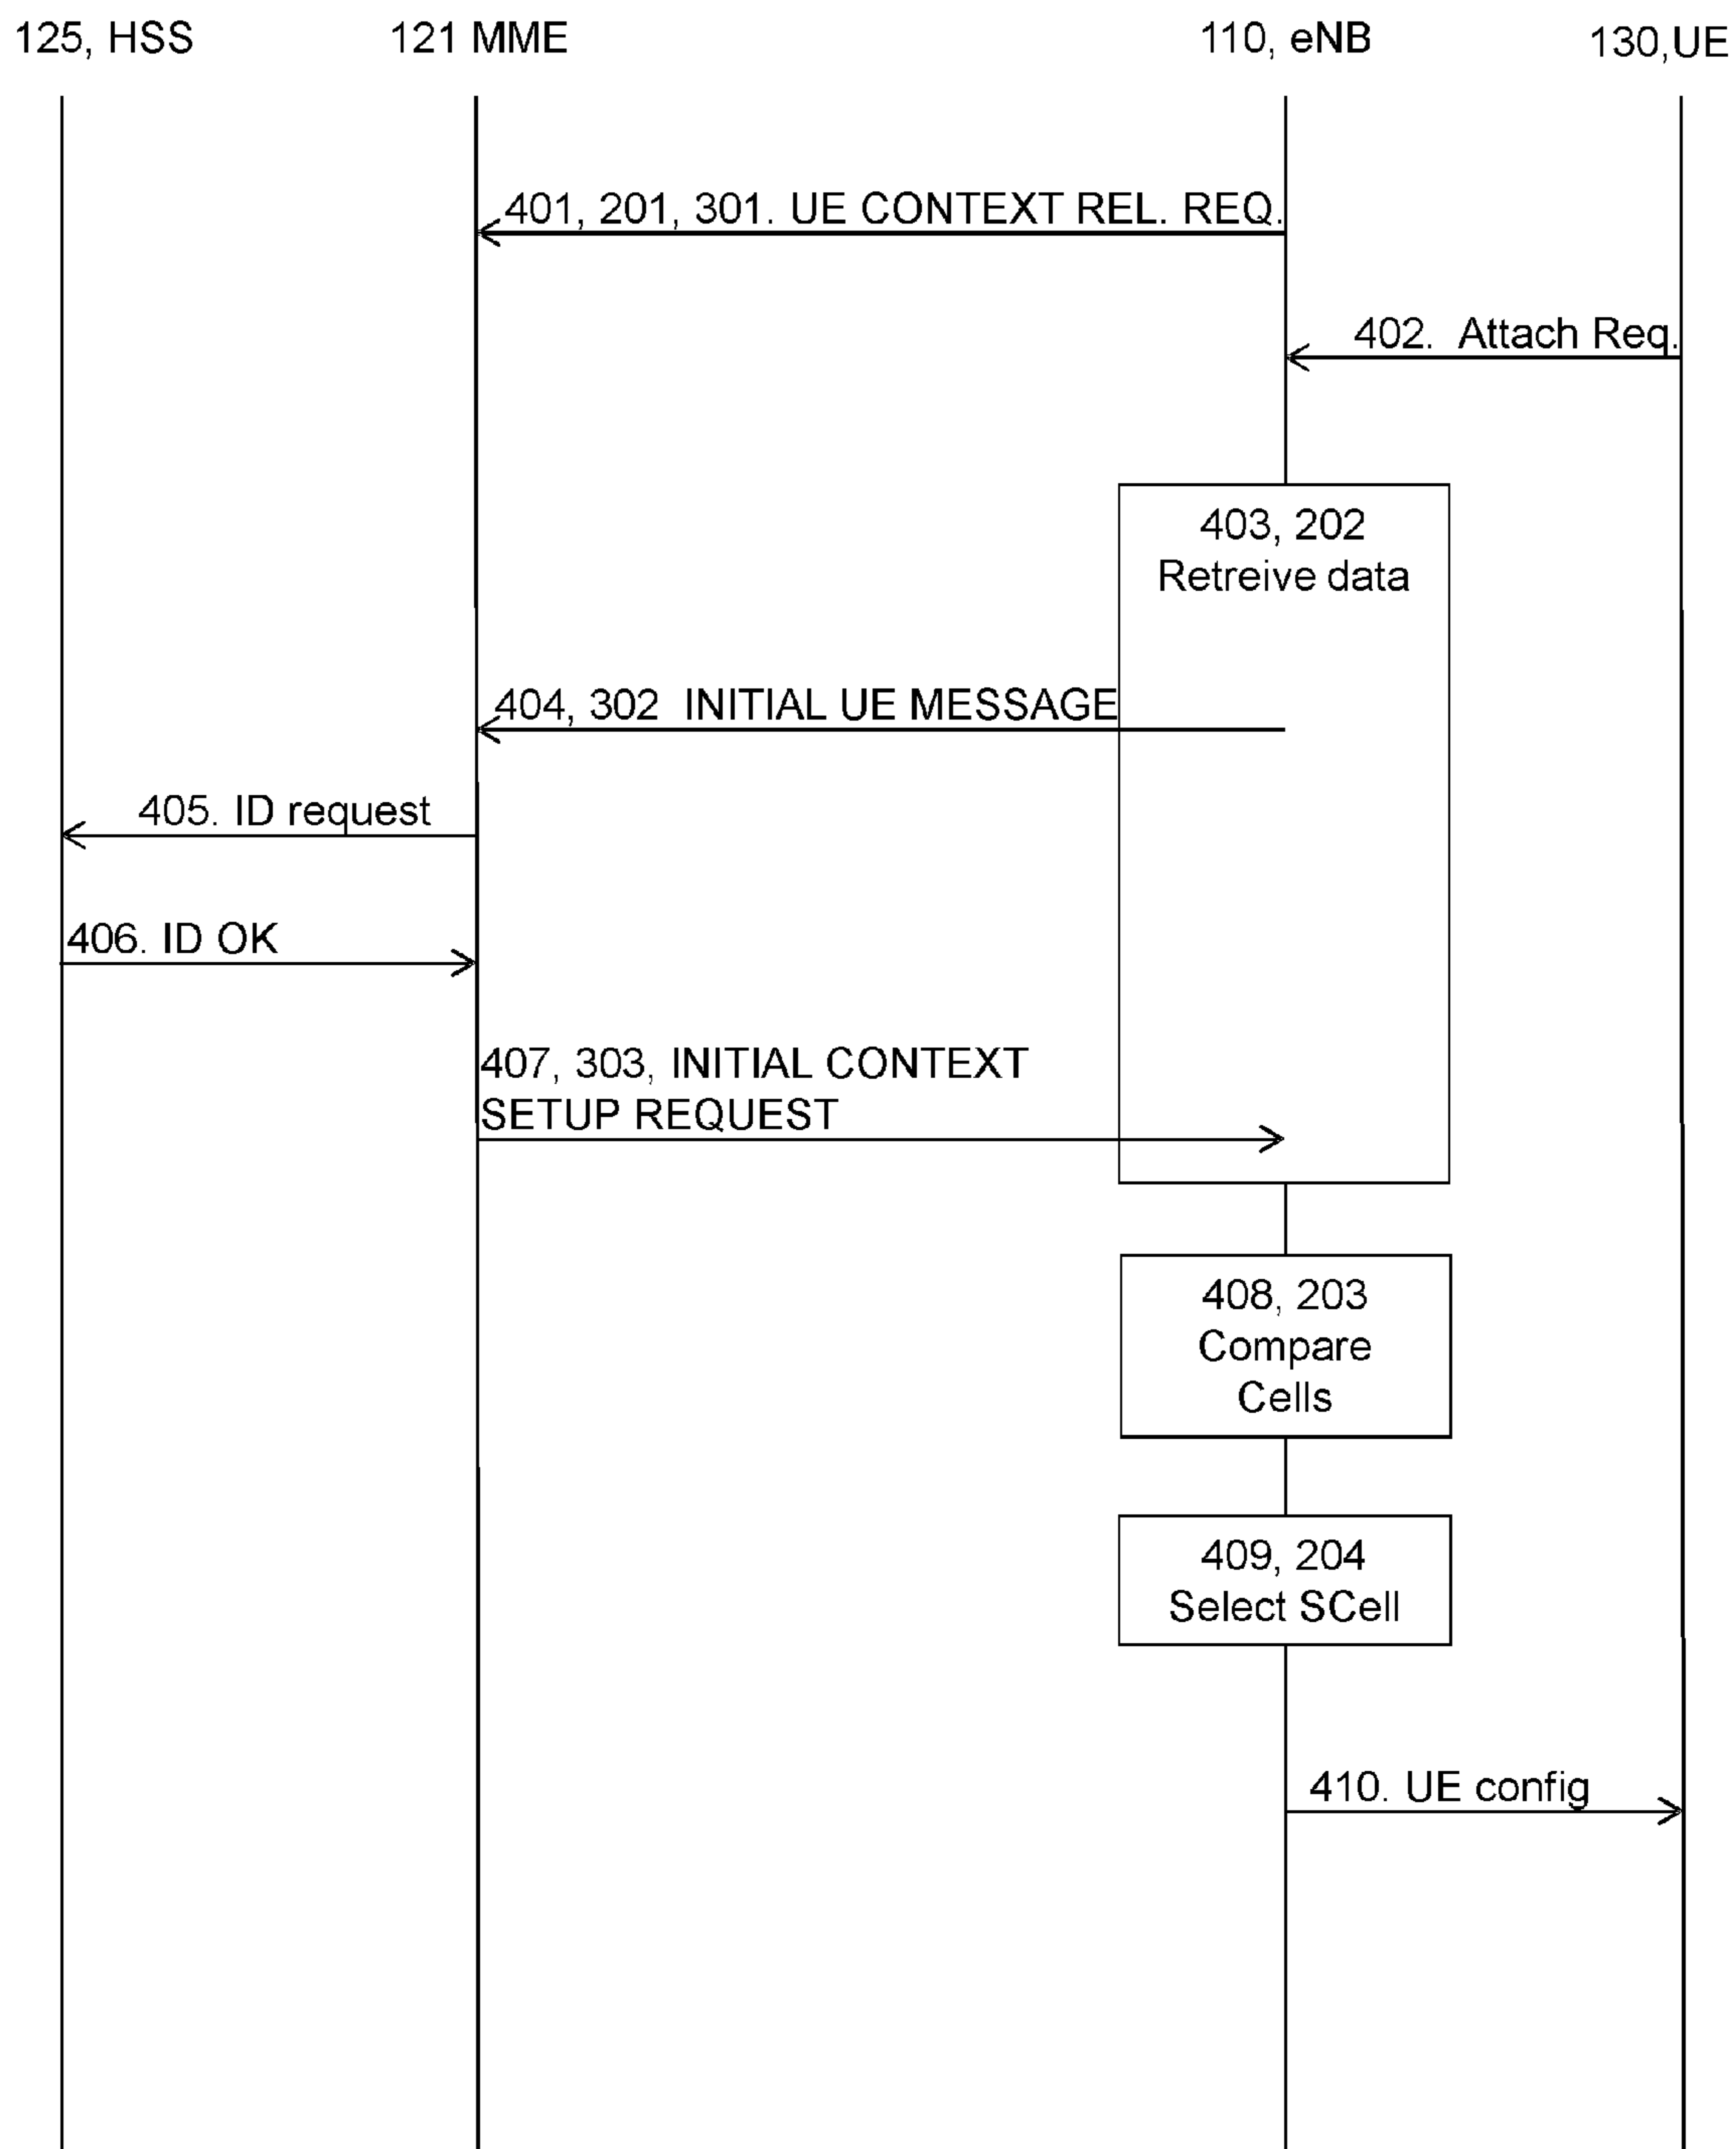 125, HSS
121 MME
110, eNB
130,UE
401, 201, 301. UE CONTEXT REL. REQ.
402. Attach Req.
403, 202
Retreive data
404, 302 INITIAL UE MESSAGE
405. ID request
406. ID OK
407, 303, INITIAL CONTEXT
SETUP REQUEST
408, 203
Compare
Cells
409, 204
Select SCell
410. UE config